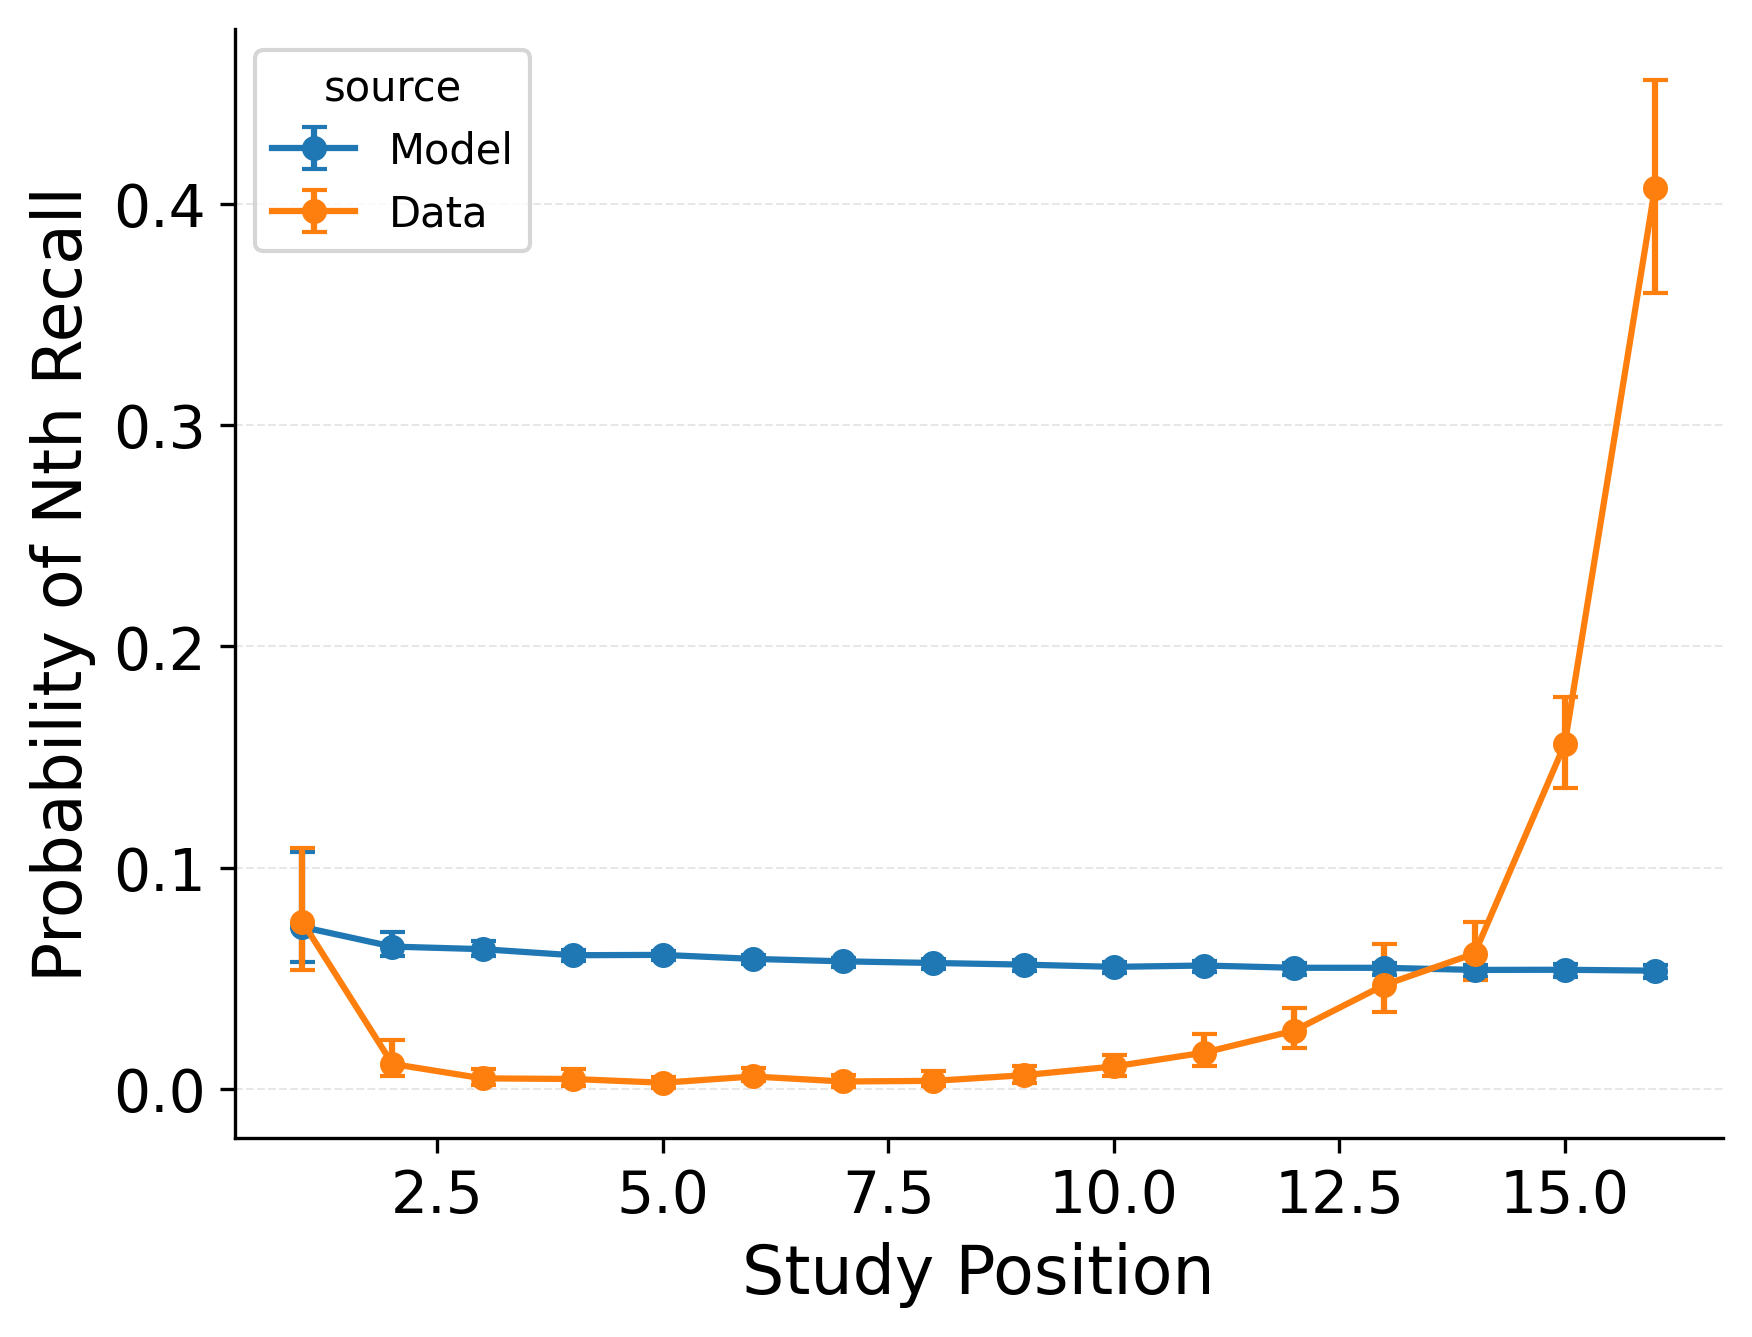 source
Model
Data
Probability of Nth Recall
0.4
0.3
0.2
0.1
0.0
2.5 5.0 7.5 10.0 12.5 15.0
Study Position